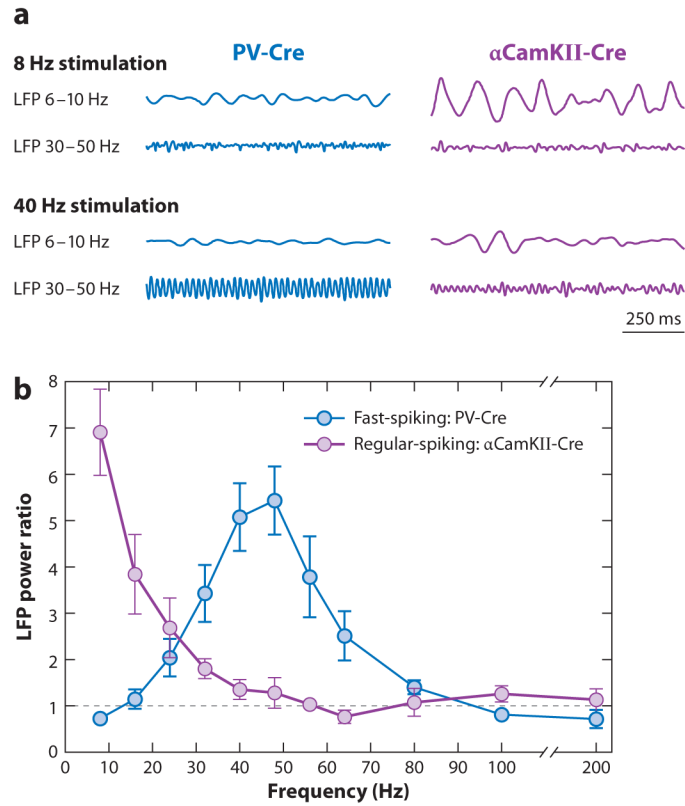 a
PV-Cre αCamKII-Cre
8 Hz stimulation
LFP 6–10 Hz
LFP 30–50 Hz
40 Hz stimulation
LFP 6–10 Hz
LFP 30–50 Hz
250 ms
b
8
7
6
5
4
3
2
1
0
LFP power ratio
Fast-spiking: PV-Cre
Regular-spiking: αCamKII-Cre
0 10 20 30 40 50 60 70 80 90 100 200
Frequency (Hz)